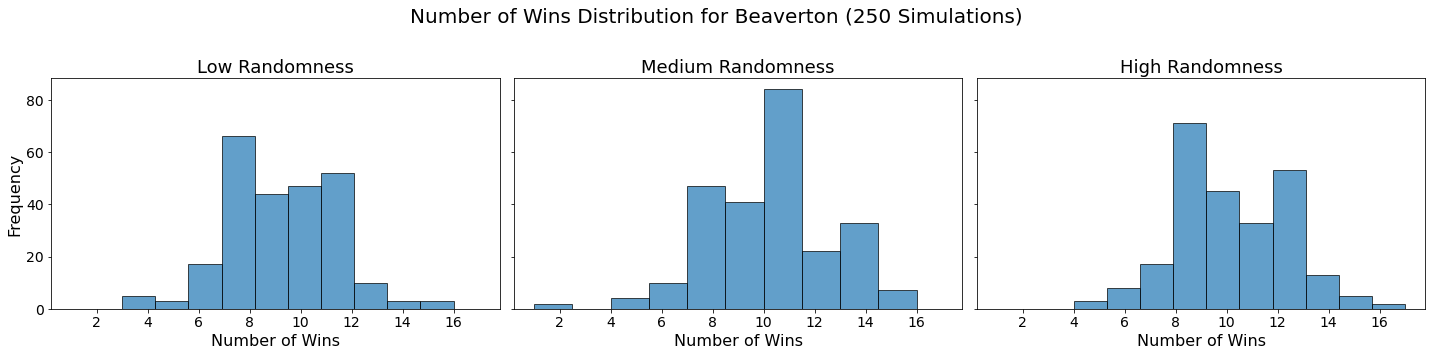 Number of Wins Distribution for Beaverton (250 Simulations)
Low Randomness
Medium Randomness
High Randomness
Frequency
80
60
40
20
0
2 4 6 8 10 12 14 16
2 4 6 8 10 12 14 16
2 4 6 8 10 12 14 16
Number of Wins
Number of Wins
Number of Wins